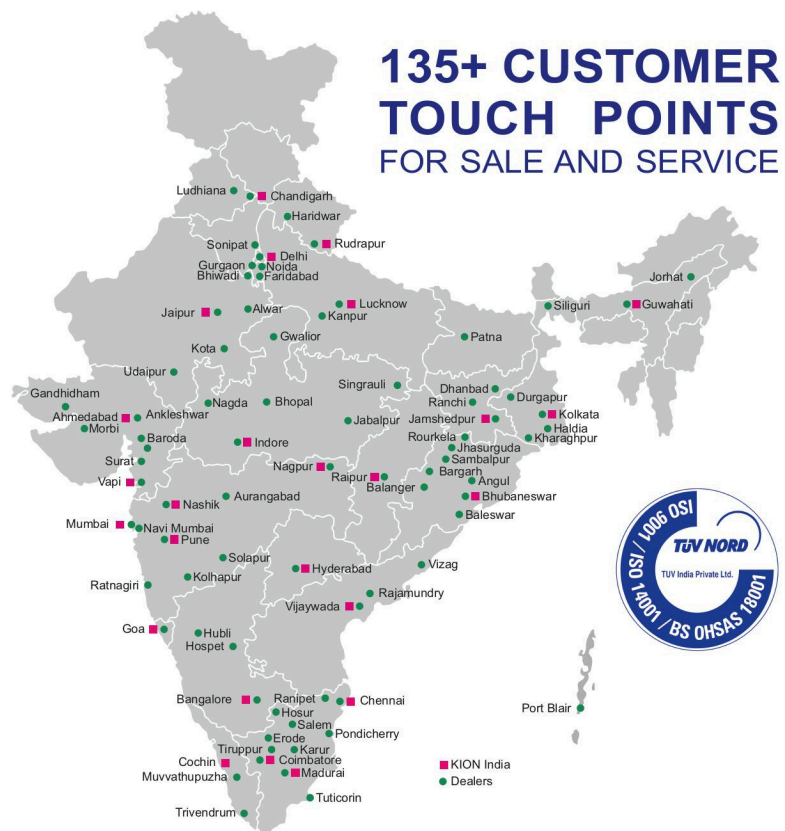 135+ CUSTOMER
TOUCH POINTS
FOR SALE AND SERVICE
Ludhiana
Chandigarh
Haridwar
Sonipat
Rudrapur
Delhi
Gurgaon
Noida
Bhiwadi
Faridabad
Jorhat
Jaipur
Alwar
Lucknow
Kanpur
Siliguri
Guwahati
Kota
Gwalior
Patna
Udaipur
Singrauli
Gandhidham
Nagda
Bhopal
Dhanbad
Ranchi
Durgapur
Ahmedabad
Ankleshwar
Morbi
Jabalpur
Jamshedpur
Kolkata
Haldia
Baroda
Indore
Rourkela
Kharaghpur
Jhasurguda
Surat
Nagpur
Sambalpur
Raipur
Bargarh
Vapi
Balanger
Angul
Aurangabad
Bhubaneswar
Nashik
Baleswar
Mumbai
Navi Mumbai
Pune
Solapur
Hyderabad
Vizag
Ratnagiri
Kolhapur
Rajamundry
Vijaywada
Goa
Hubli
Hospet
Bangalore
Ranipet
Chennai
Hosur
Port Blair
Salem
Pondicherry
Erode
Tiruppur
Karur
Cochin
Coimbatore
Muvvathupuzha
Madurai
Tuticorin
Trivendrum
KION India
Dealers
ISO 9001 / ISO 14001 / BS OHSAS 18001
TÜV NORD
TUV India Private Ltd.